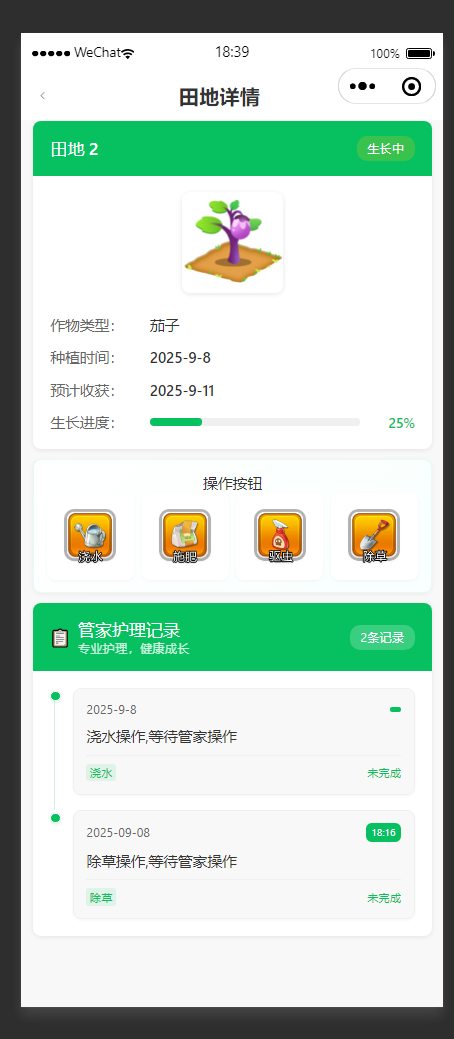 WeChat 18:39 100%
‹ 田地详情
田地 2 生长中
作物类型: 茄子
种植时间: 2025-9-8
预计收获: 2025-9-11
生长进度: 25%
操作按钮
浇水 施肥 驱虫 除草
管家护理记录 2条记录
专业护理，健康成长
2025-9-8
浇水操作,等待管家操作
浇水 未完成
2025-09-08 18:16
除草操作,等待管家操作
除草 未完成